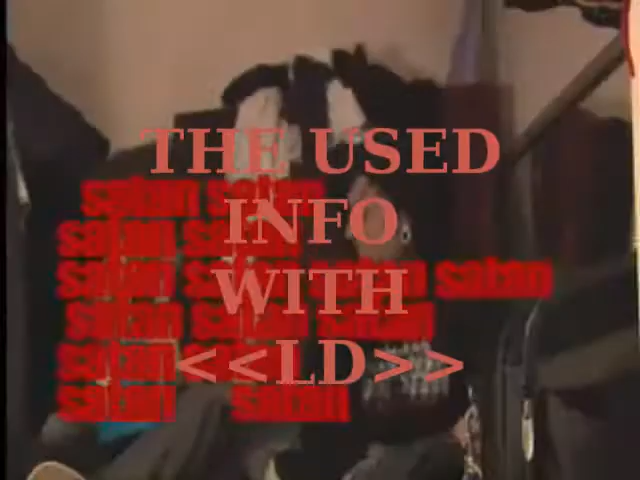 THE USED
satan satan
INFO
satan satan
WITH
satan satan satan satan
satan satan satan
<<LD>>
satan satan
satan satan